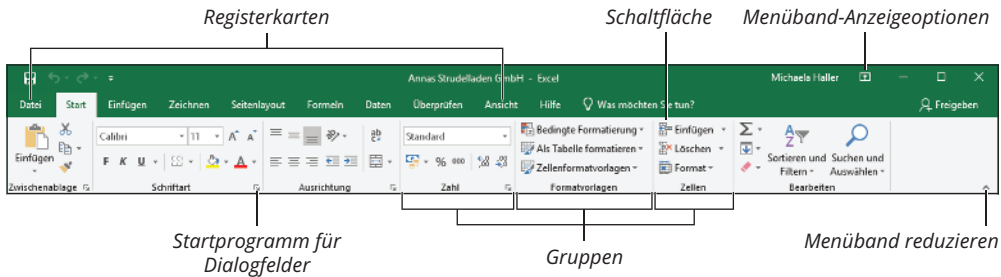 Registerkarten
Schaltfläche
Menüband-Anzeigeoptionen
Annas Strudelladen GmbH - Excel
Michaela Haller
Datei Start Einfügen Zeichnen Seitenlayout Formeln Daten Überprüfen Ansicht Hilfe Was möchten Sie tun? Freigeben
Calibri 11 A A ab Standard Bedingte Formatierung Einfügen Σ A Z
Als Tabelle formatieren Löschen
Einfügen F K U A % 000 Zellenformatvorlagen Format Sortieren und Filtern Suchen und Auswählen
Zwischenablage Schriftart Ausrichtung Zahl Formatvorlagen Zellen Bearbeiten
Startprogramm für
Dialogfelder
Gruppen
Menüband reduzieren